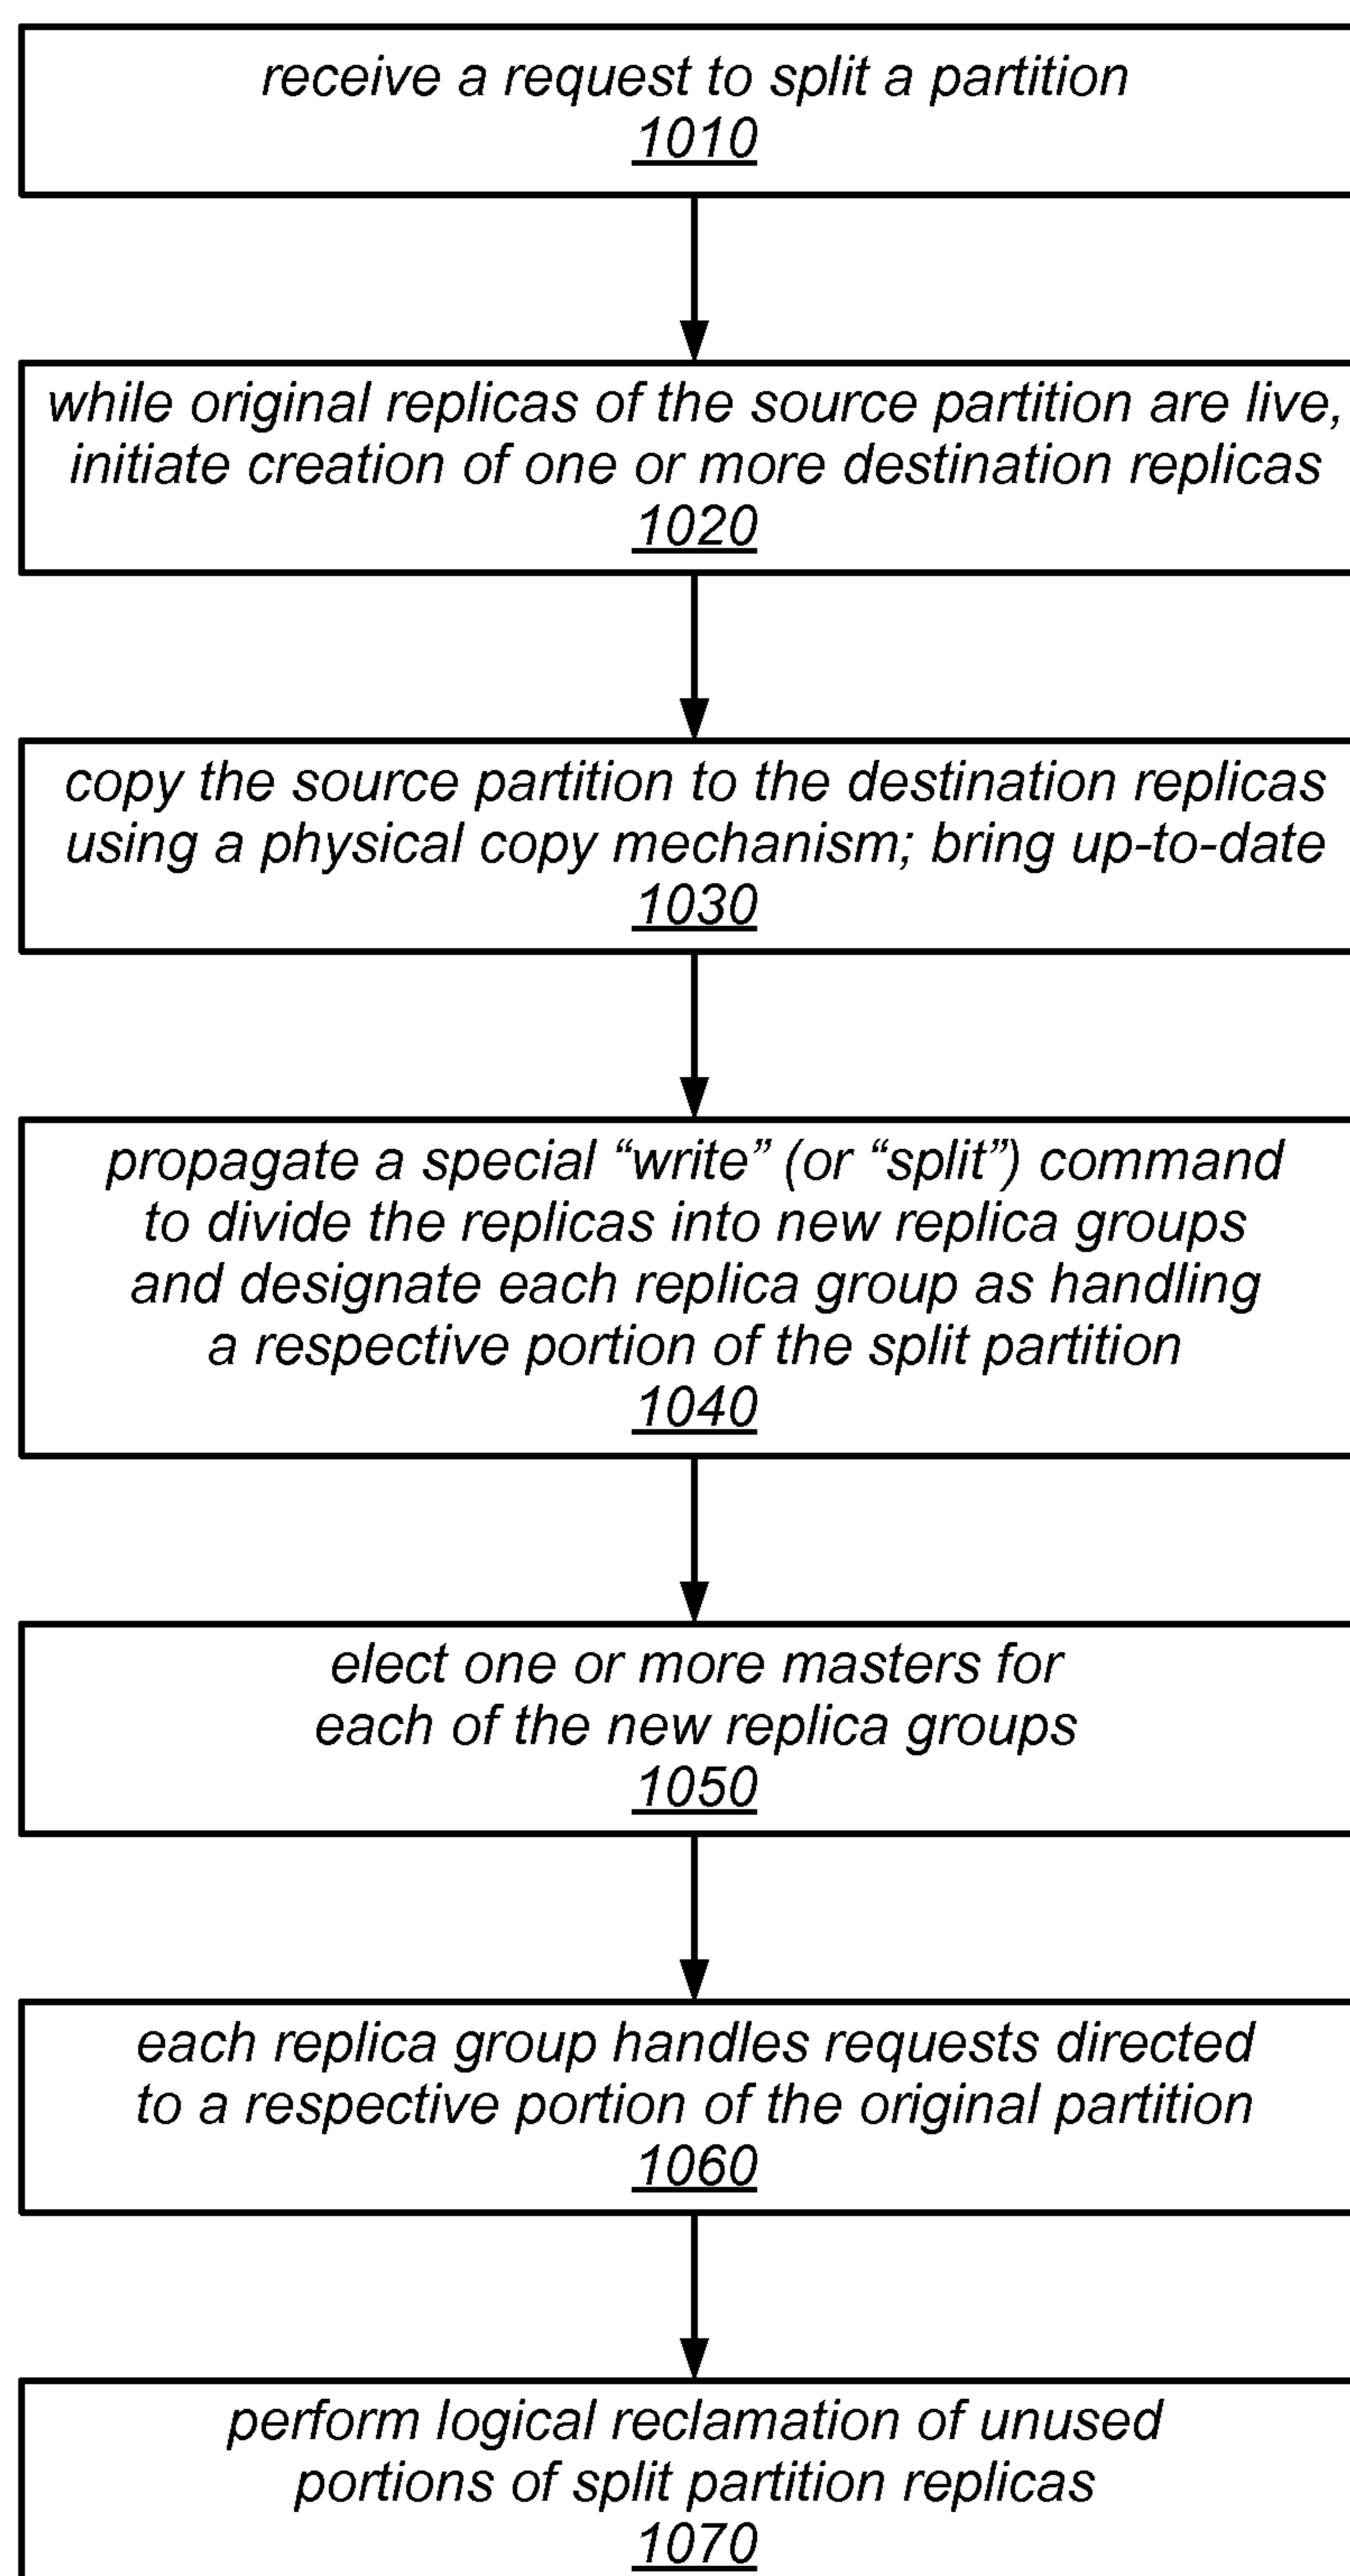 receive a request to split a partition
1010
while original replicas of the source partition are live,
initiate creation of one or more destination replicas
1020
copy the source partition to the destination replicas
using a physical copy mechanism; bring up-to-date
1030
propagate a special “write” (or “split”) command
to divide the replicas into new replica groups
and designate each replica group as handling
a respective portion of the split partition
1040
elect one or more masters for
each of the new replica groups
1050
each replica group handles requests directed
to a respective portion of the original partition
1060
perform logical reclamation of unused
portions of split partition replicas
1070